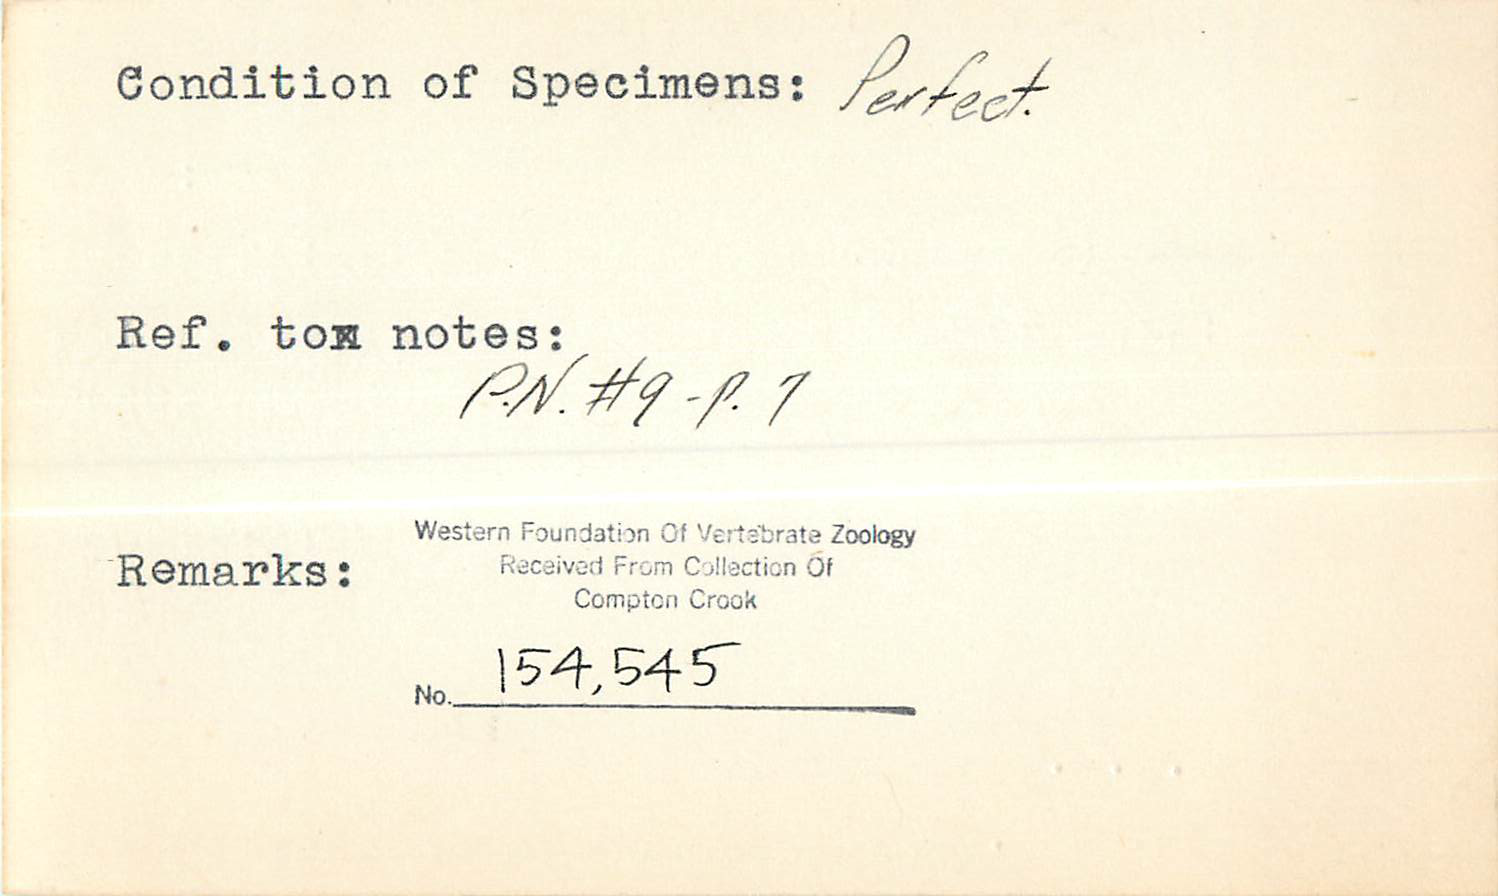 Condition of Specimens: Perfect.
Ref. to notes:
P.N. #9 - P. 7
Remarks:
Western Foundation Of Vertebrate Zoology
Received From Collection Of
Compton Crook
No. 154,545